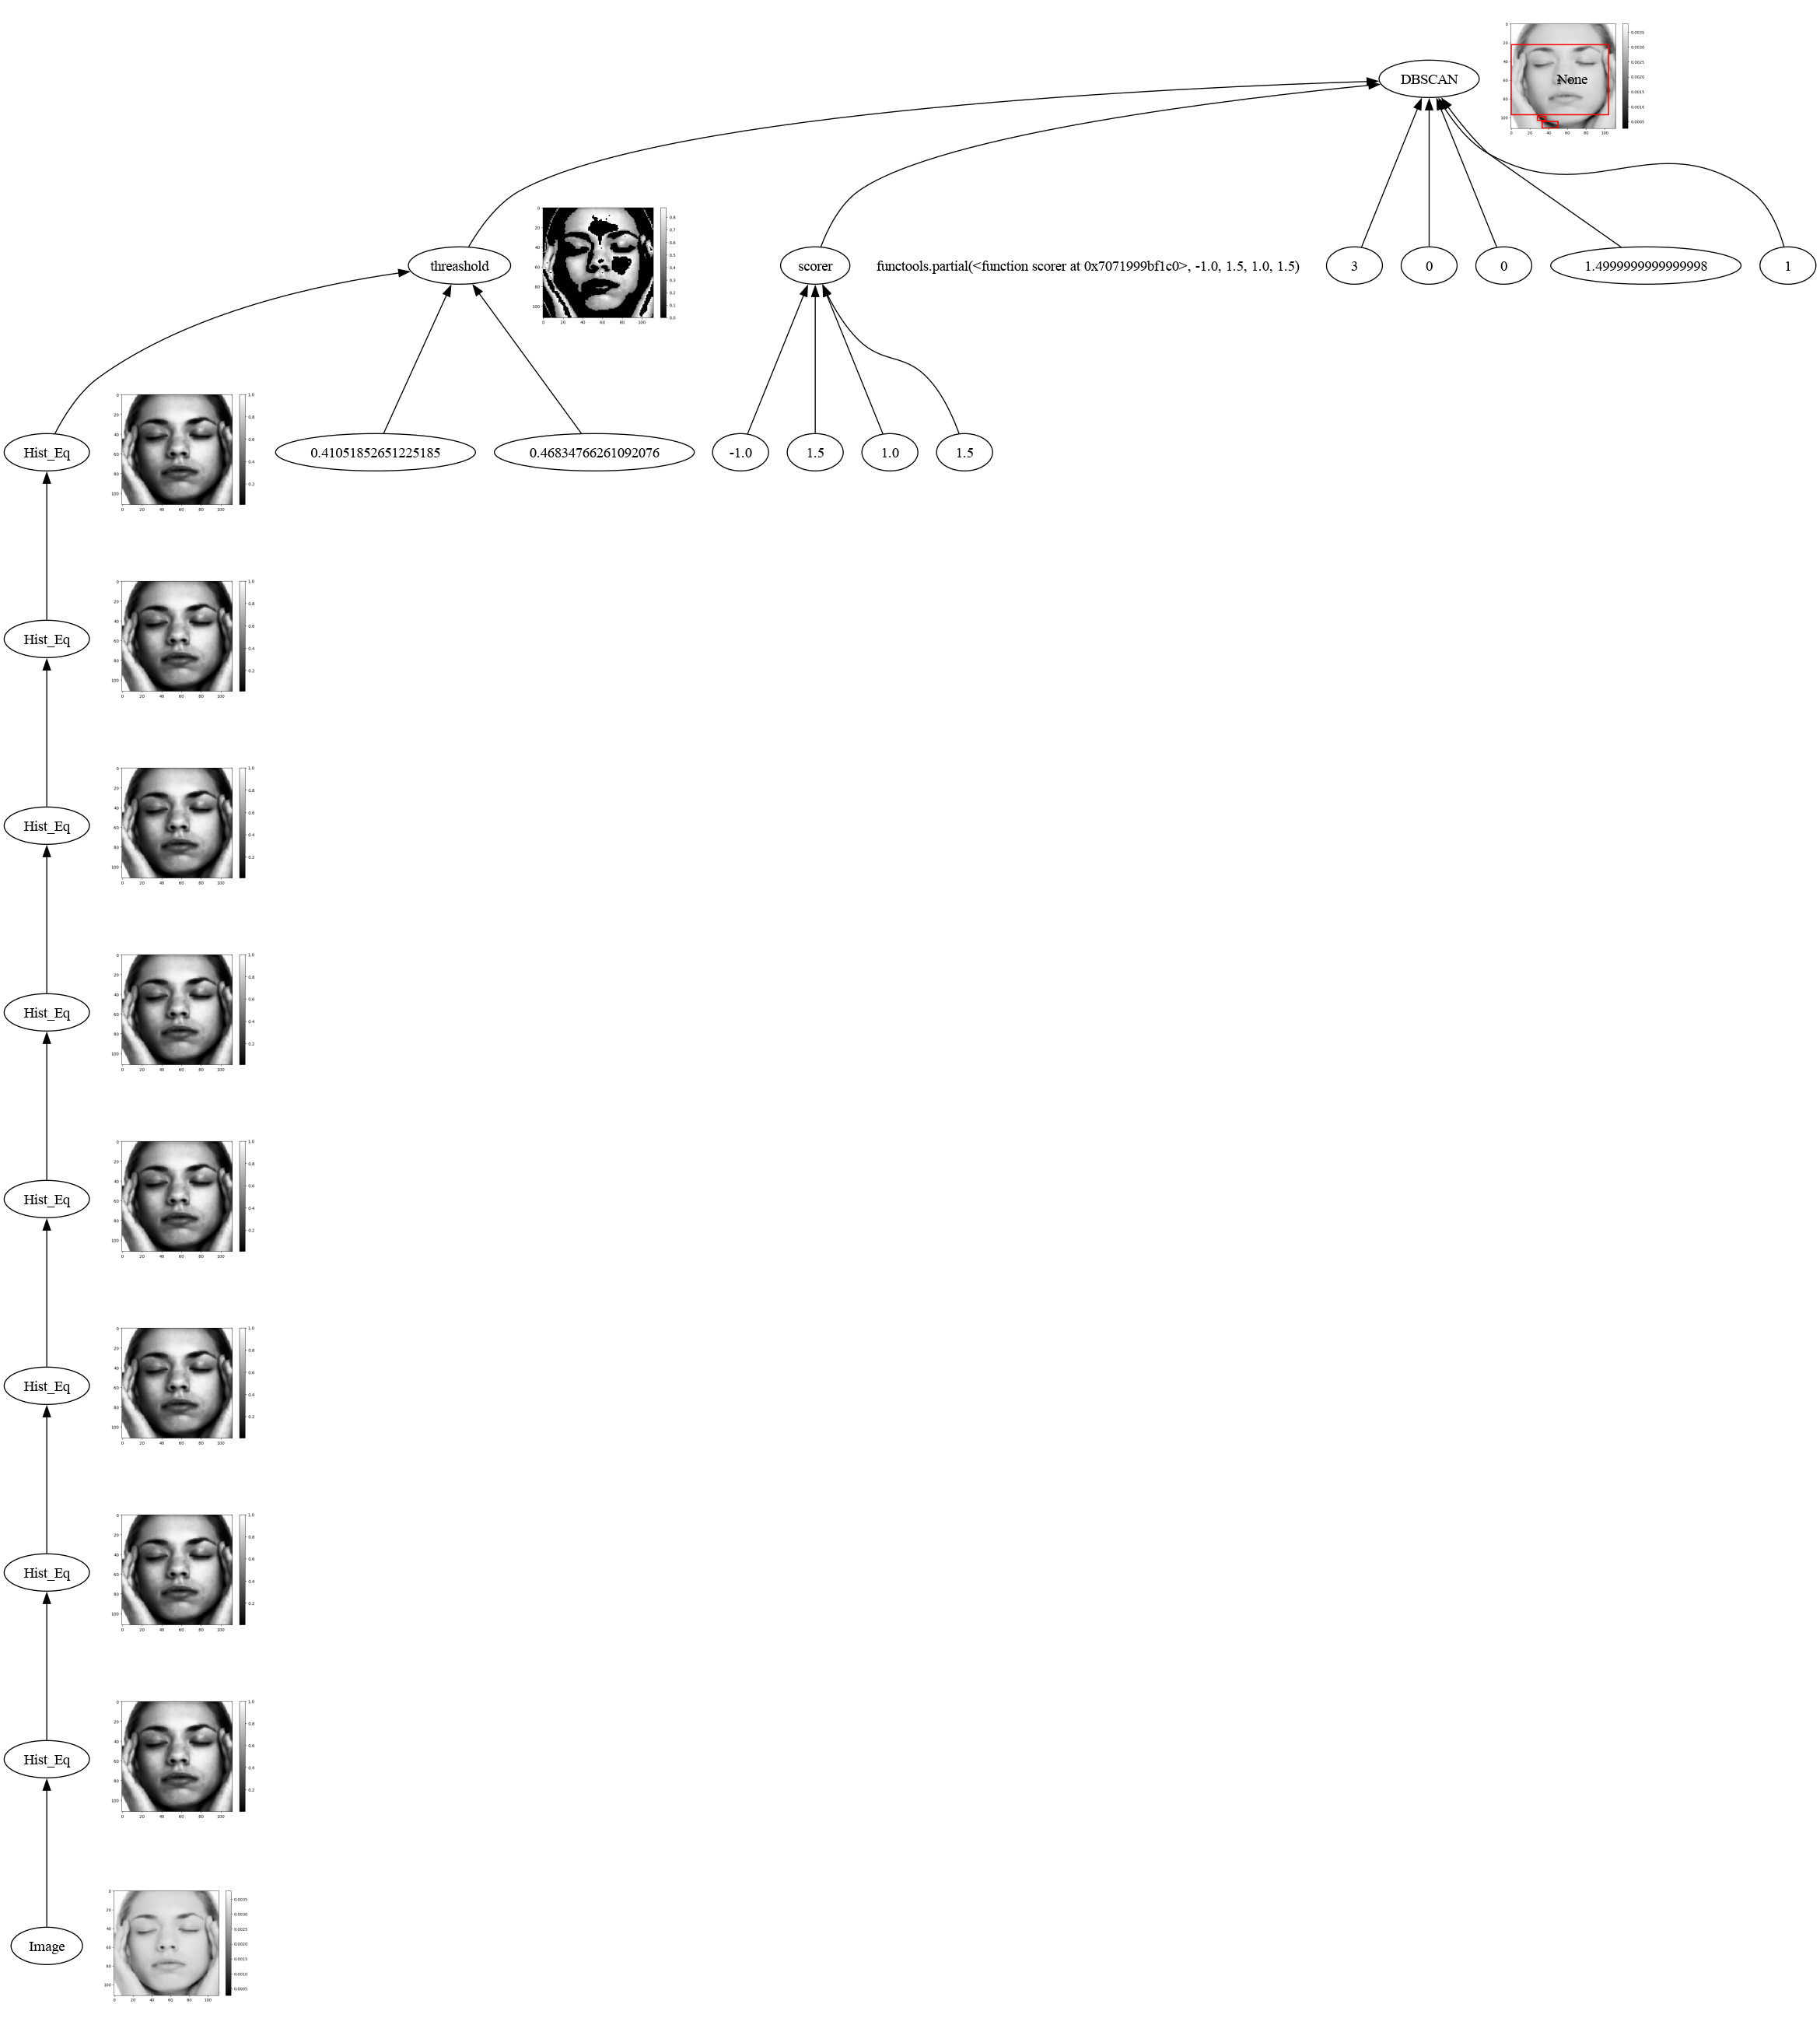 DBSCAN
None
threashold
scorer
functools.partial(<function scorer at 0x7071999bf1c0>, -1.0, 1.5, 1.0, 1.5)
3
0
0
1.4999999999999998
1
Hist_Eq
0.41051852651225185
0.46834766261092076
-1.0
1.5
1.0
1.5
Hist_Eq
Hist_Eq
Hist_Eq
Hist_Eq
Hist_Eq
Hist_Eq
Hist_Eq
Image